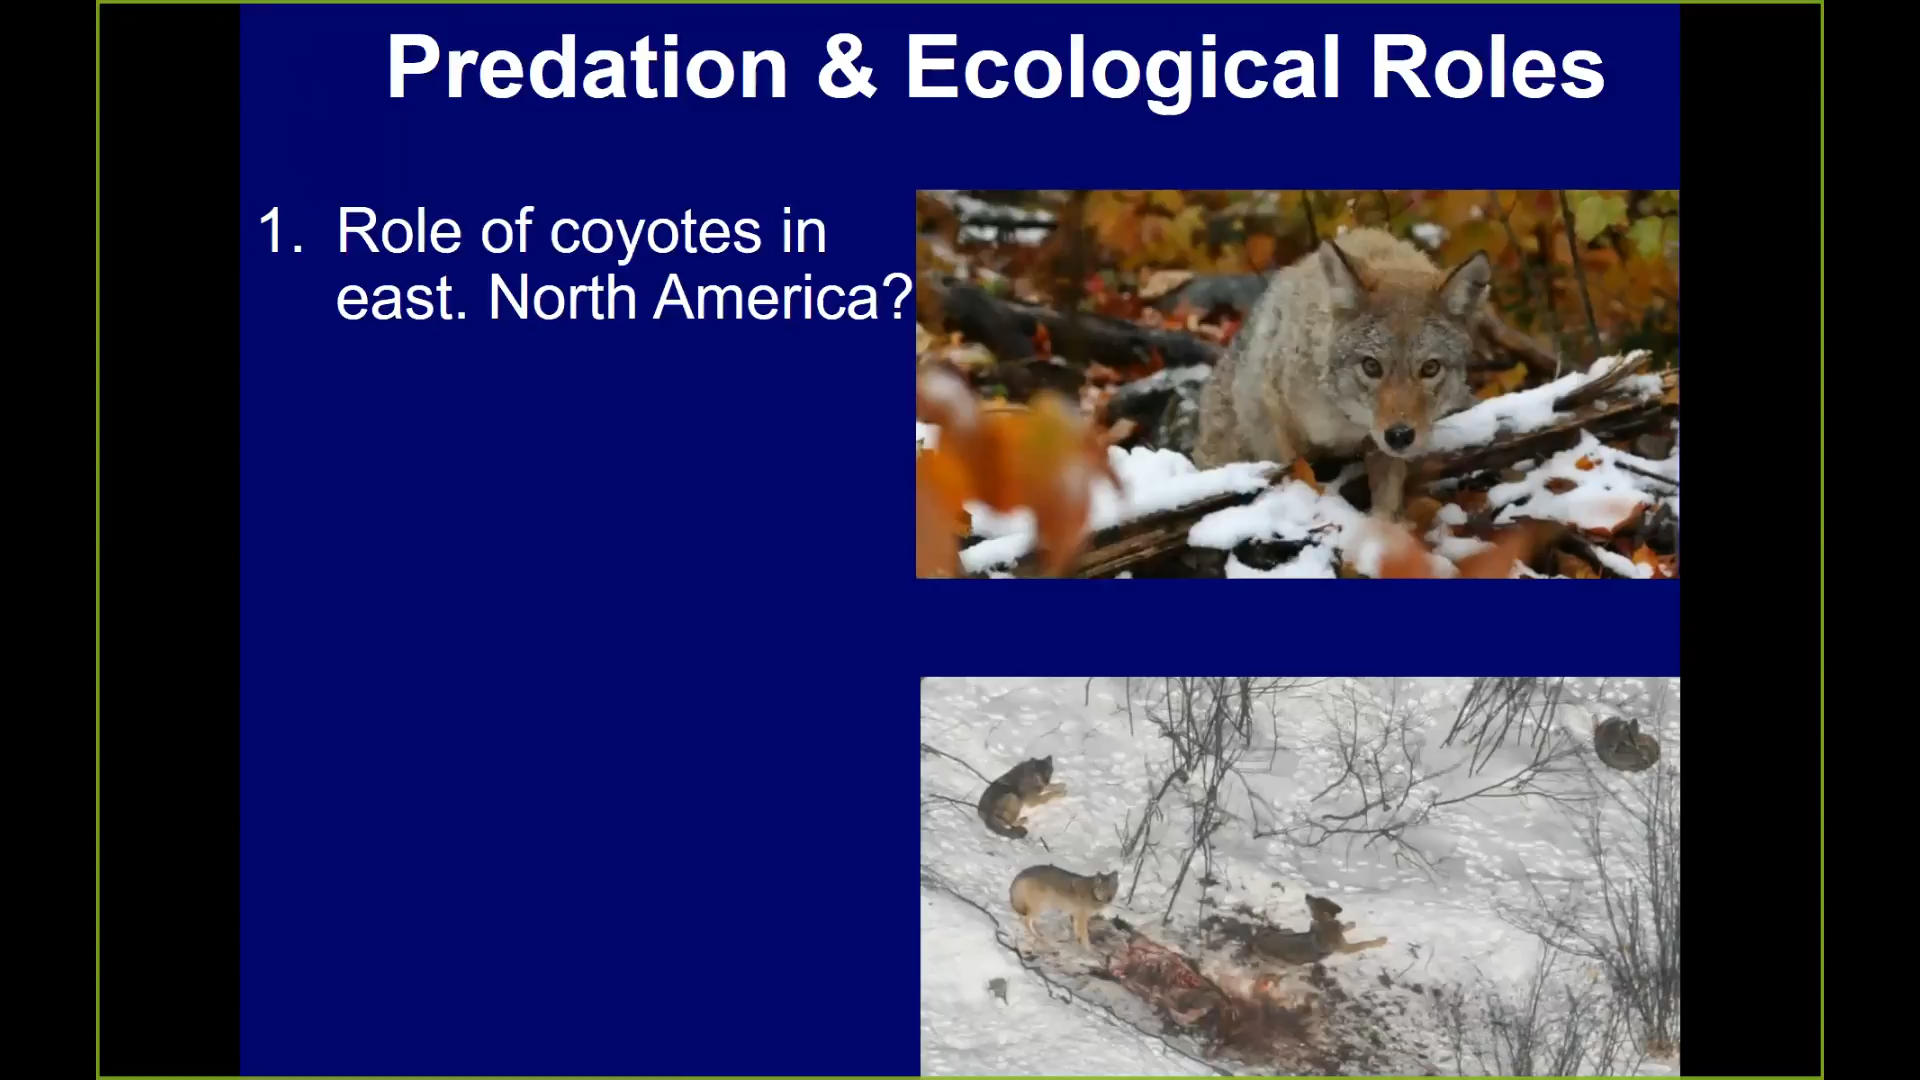 Predation & Ecological Roles
1. Role of coyotes in
east. North America?